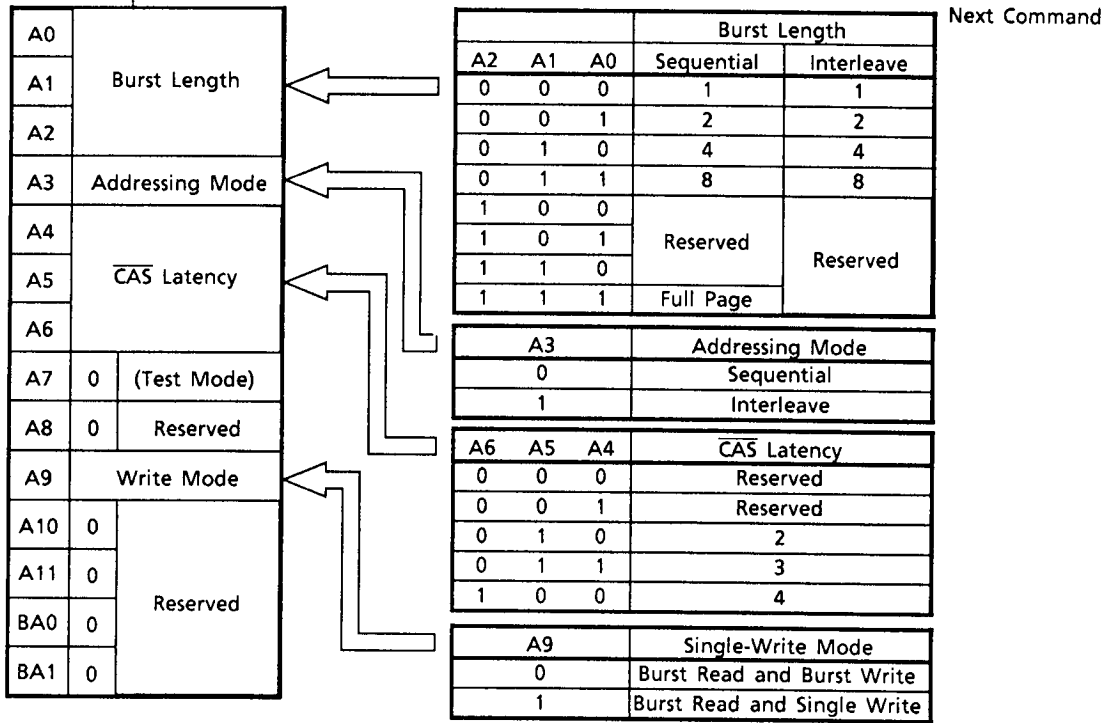 A0
A1 Burst Length
A2
A3 Addressing Mode
A4
A5 CAS Latency
A6
A7 0 (Test Mode)
A8 0 Reserved
A9 Write Mode
A10 0
A11 0
Reserved
BA0 0
BA1 0
Next Command
Burst Length
A2 A1 A0 Sequential Interleave
0 0 0 1 1
0 0 1 2 2
0 1 0 4 4
0 1 1 8 8
1 0 0
1 0 1 Reserved
Reserved
1 1 0
1 1 1 Full Page
A3 Addressing Mode
0 Sequential
1 Interleave
A6 A5 A4 CAS Latency
0 0 0 Reserved
0 0 1 Reserved
0 1 0 2
0 1 1 3
1 0 0 4
A9 Single-Write Mode
0 Burst Read and Burst Write
1 Burst Read and Single Write